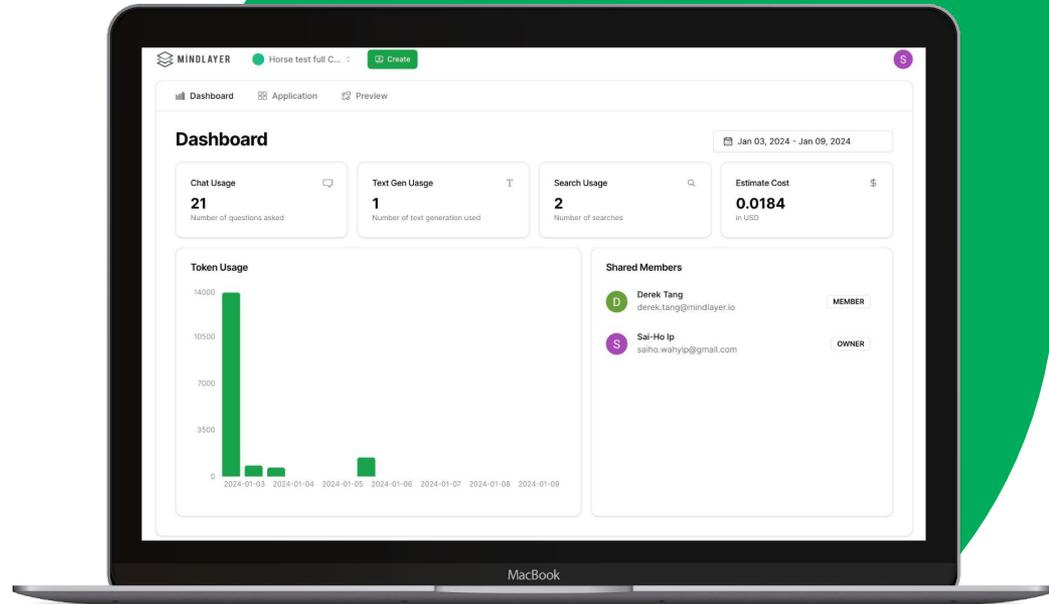 MINDLAYER
Horse test full C...
Create
S
Dashboard
Application
Preview
Dashboard
Jan 03, 2024 - Jan 09, 2024
Chat Usage
21
Number of questions asked
Text Gen Uasge
T
1
Number of text generation used
Search Usage
2
Number of searches
Estimate Cost
$
0.0184
in USD
Token Usage
14000
10500
7000
3500
0
2024-01-03 2024-01-04 2024-01-05 2024-01-06 2024-01-07 2024-01-08 2024-01-09
Shared Members
D
Derek Tang
derek.tang@mindlayer.io
MEMBER
S
Sai-Ho Ip
saiho.wahyip@gmail.com
OWNER
MacBook